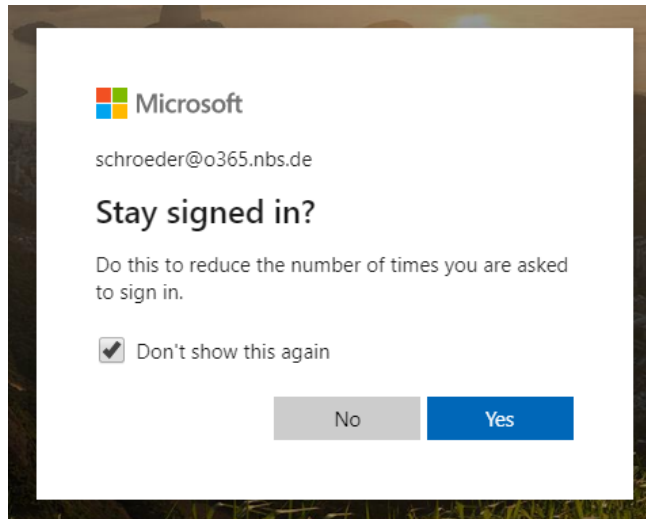 Microsoft
schroeder@o365.nbs.de
Stay signed in?
Do this to reduce the number of times you are asked
to sign in.
Don't show this again
No
Yes